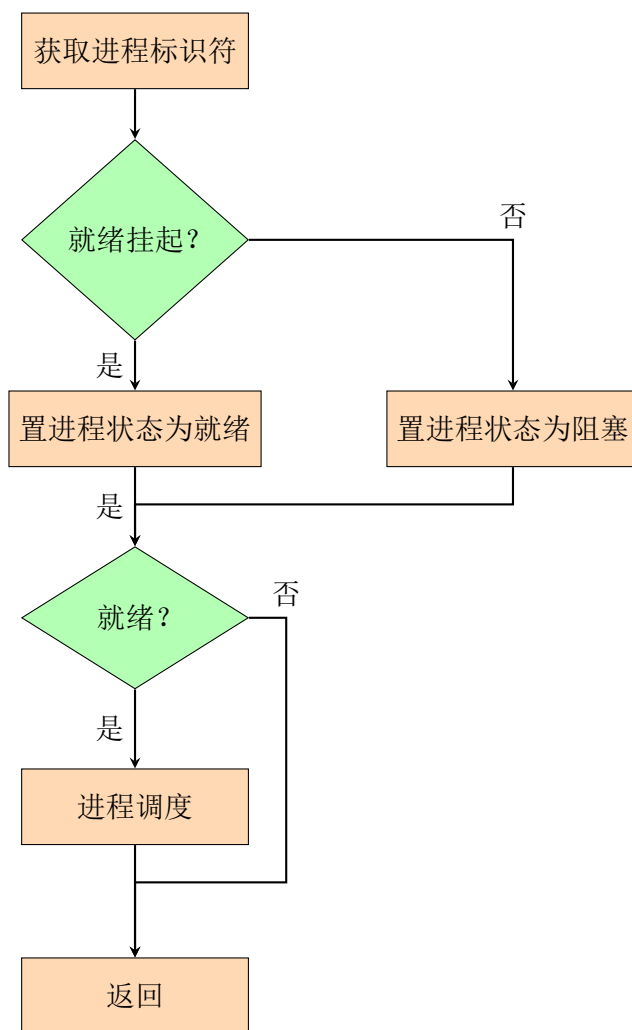 获取进程标识符
就绪挂起？
否
是
置进程状态为就绪
置进程状态为阻塞
是
就绪？
否
是
进程调度
返回